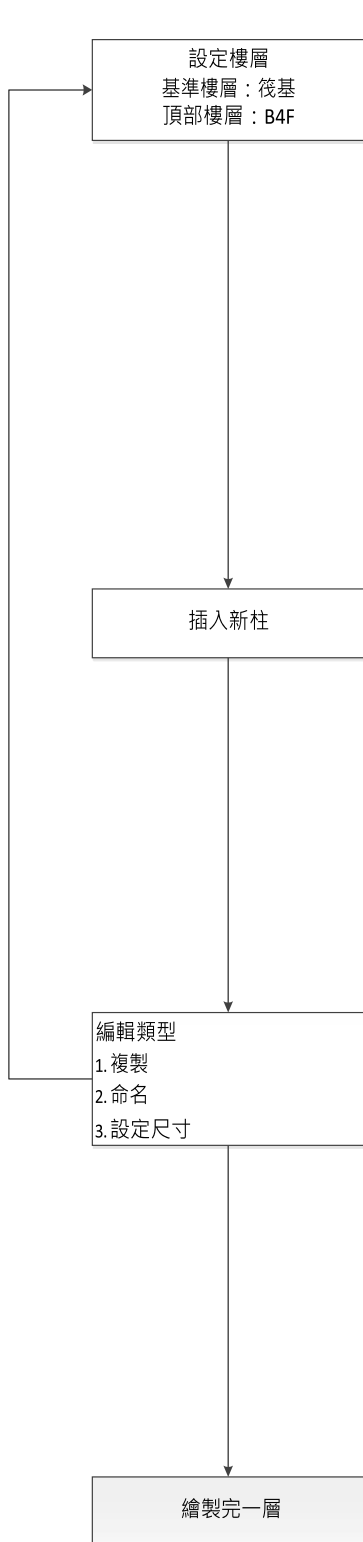 設定樓層
基準樓層：筏基
頂部樓層：B4F
插入新柱
編輯類型
1. 複製
2. 命名
3. 設定尺寸
繪製完一層